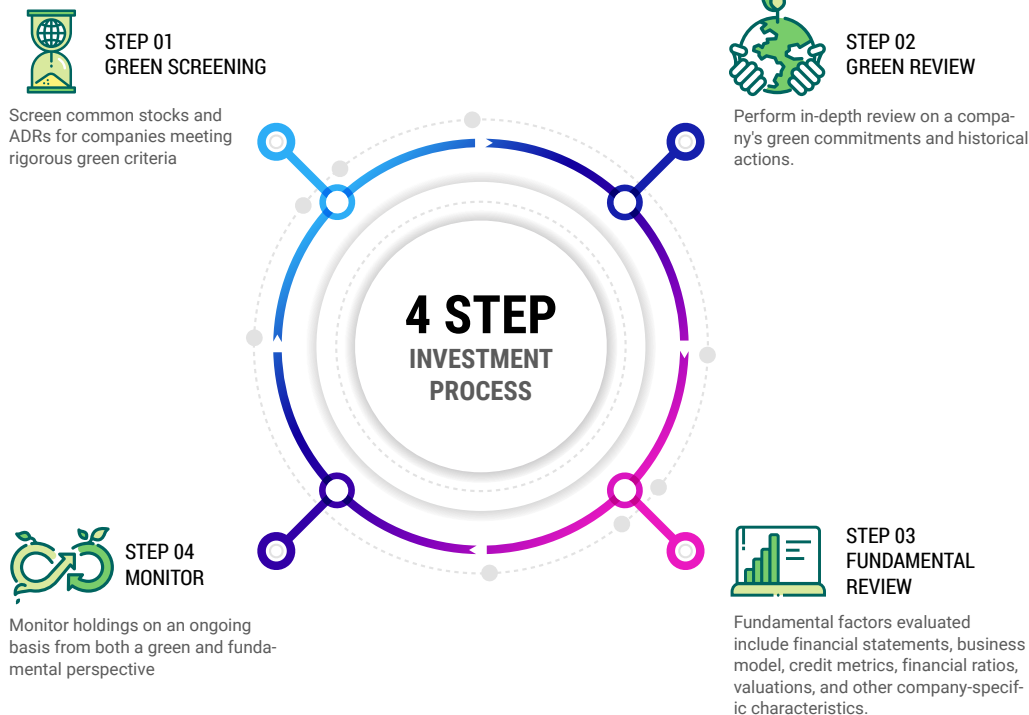 STEP 01
GREEN SCREENING
Screen common stocks and
ADRs for companies meeting
rigorous green criteria
STEP 02
GREEN REVIEW
Perform in-depth review on a compa-
ny's green commitments and historical
actions.
4 STEP
INVESTMENT
PROCESS
STEP 03
FUNDAMENTAL
REVIEW
Fundamental factors evaluated
include financial statements, business
model, credit metrics, financial ratios,
valuations, and other company-specif-
ic characteristics.
STEP 04
MONITOR
Monitor holdings on an ongoing
basis from both a green and funda-
mental perspective